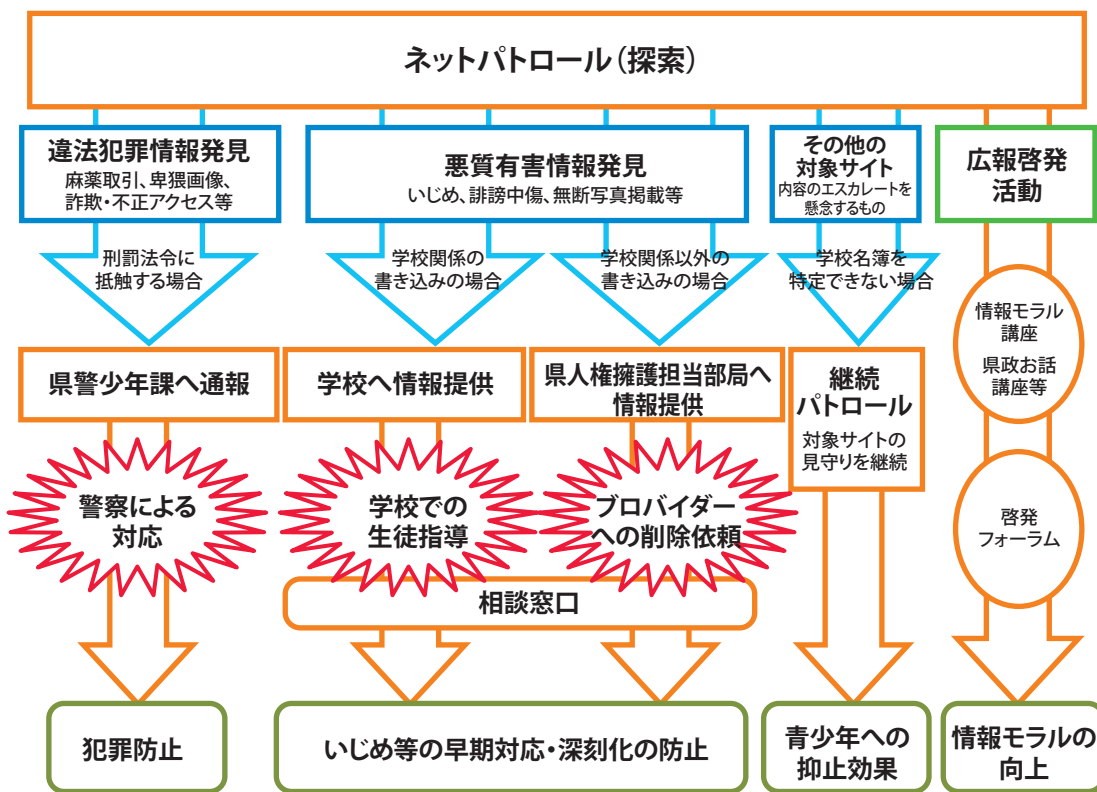 ネットパトロール（探索）
違法犯罪情報発見
麻薬取引、卑猥画像、
詐欺・不正アクセス等
悪質有害情報発見
いじめ、誹謗中傷、無断写真掲載等
その他の
対象サイト
内容のエスカレートを
懸念するもの
広報啓発
活動
刑罰法令に
抵触する場合
学校関係の
書き込みの場合
学校関係以外の
書き込みの場合
学校名簿を
特定できない場合
情報モラル
講座
県政お話
講座等
県警少年課へ通報
学校へ情報提供
県人権擁護担当部局へ
情報提供
継続
パトロール
対象サイトの
見守りを継続
警察による
対応
学校での
生徒指導
プロバイダー
への削除依頼
啓発
フォーラム
相談窓口
犯罪防止
いじめ等の早期対応・深刻化の防止
青少年への
抑止効果
情報モラルの
向上